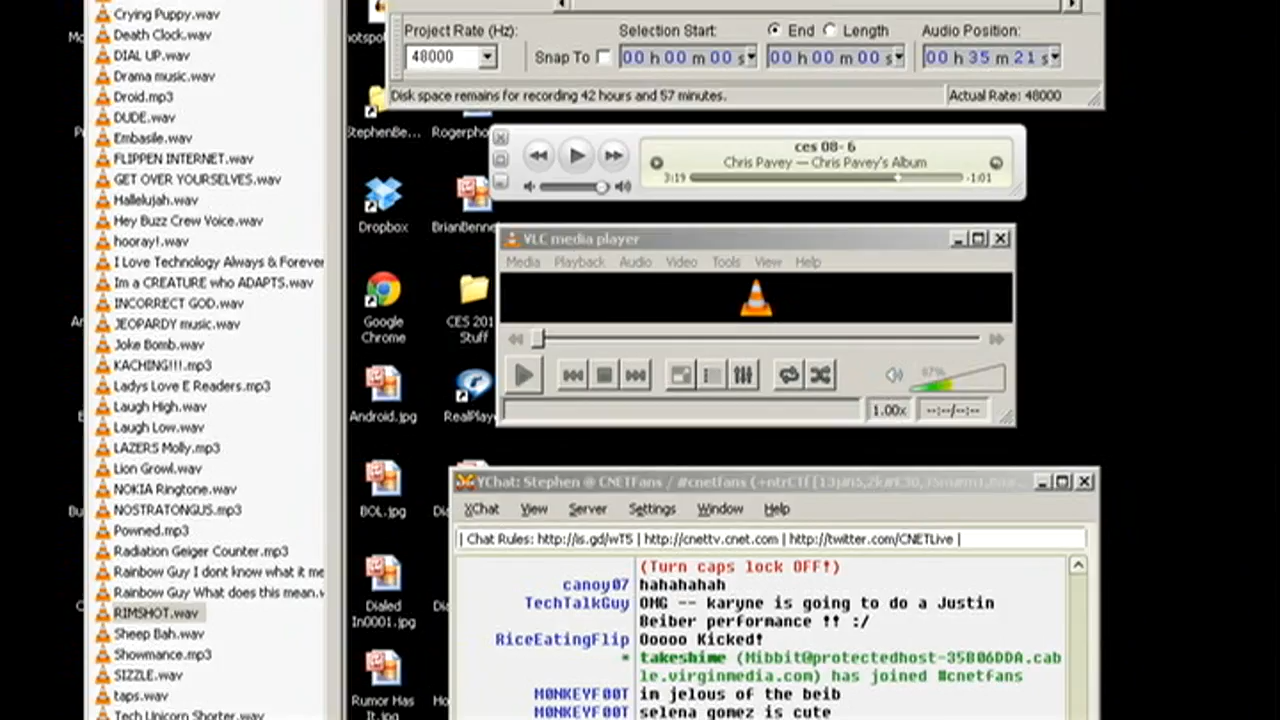 Crying Puppy.wav
Death Clock.wav
DIAL UP.wav
Drama music.wav
Droid.mp3
DUDE.wav
Embasile.wav
FLIPPEN INTERNET.wav
GET OVER YOURSELVES.wav
Hallelujah.wav
Hey Buzz Crew Voice.wav
hooray!.wav
I Love Technology Always & Forever
Im a CREATURE who ADAPTS.wav
INCORRECT GOD.wav
JEOPARDY music.wav
Joke Bomb.wav
KACHING!!!.mp3
Ladys Love E Readers.mp3
Laugh High.wav
Laugh Low.wav
LAZERS Molly.mp3
Lion Growl.wav
NOKIA Ringtone.wav
NOSTRATONGUS.mp3
Powned.mp3
Radiation Geiger Counter.mp3
Rainbow Guy I dont know what it me
Rainbow Guy What does this mean.w
RIMSHOT.wav
Sheep Bah.wav
Showmance.mp3
SIZZLE.wav
taps.wav
Tech Unicorn Shorter.wav
StephenBe...
Rogerpho
Dropbox
BrianBenne
Google
Chrome
CES 201
Stuff
Android.jpg
RealPlay
BOL.jpg
Dialed
In0001.jpg
Rumor Has
It.jpg
Project Rate (Hz):
48000
Snap To
Selection Start:
00 h 00 m 00 s
End
Length
00 h 00 m 00 s
Audio Position:
00 h 35 m 21 s
Disk space remains for recording 42 hours and 57 minutes.
Actual Rate: 48000
ces 08-6
Chris Pavey — Chris Pavey's Album
3:19
-1:01
VLC media player
Media Playback Audio Video Tools View Help
87%
1.00x
--:--/--:--
XChat: Stephen @ CNETFans / #cnetfans
XChat View Server Settings Window Help
| Chat Rules: http://is.gd/wT5 | http://cnettv.cnet.com | http://twitter.com/CNETLive |
(Turn caps lock OFF!)
canoy07 hahahahah
TechTalkGuy OMG -- karyne is going to do a Justin
Beiber performance !! :/
RiceEatingFlip Ooooo Kicked!
* takeshime (Mibbit@protectedhost-35B06DDA.cab
le.virginmedia.com) has joined #cnetfans
M0NKEYF00T im jelous of the beib
M0NKEYF00T selena gomez is cute